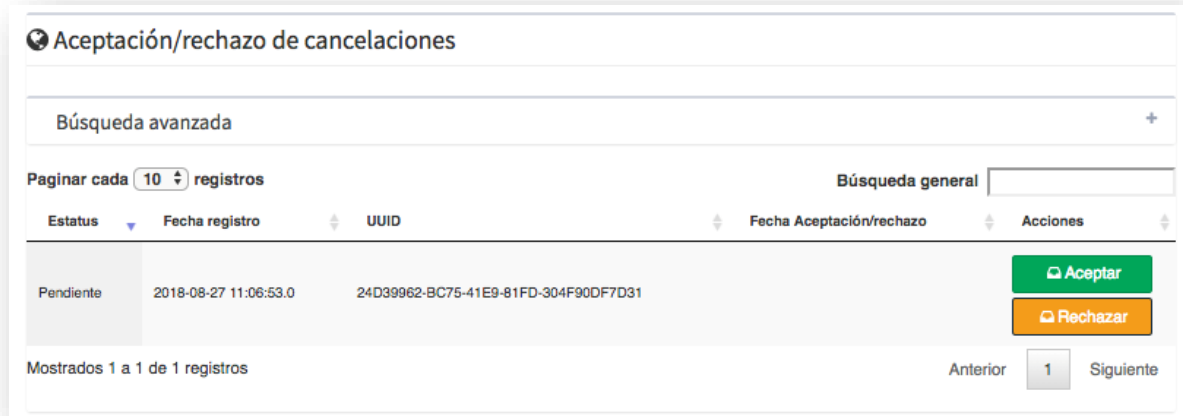 Aceptación/rechazo de cancelaciones
Búsqueda avanzada +
Paginar cada 10 registros Búsqueda general
Estatus Fecha registro UUID Fecha Aceptación/rechazo Acciones
Aceptar
Pendiente 2018-08-27 11:06:53.0 24D39962-BC75-41E9-81FD-304F90DF7D31
Rechazar
Mostrados 1 a 1 de 1 registros Anterior 1 Siguiente